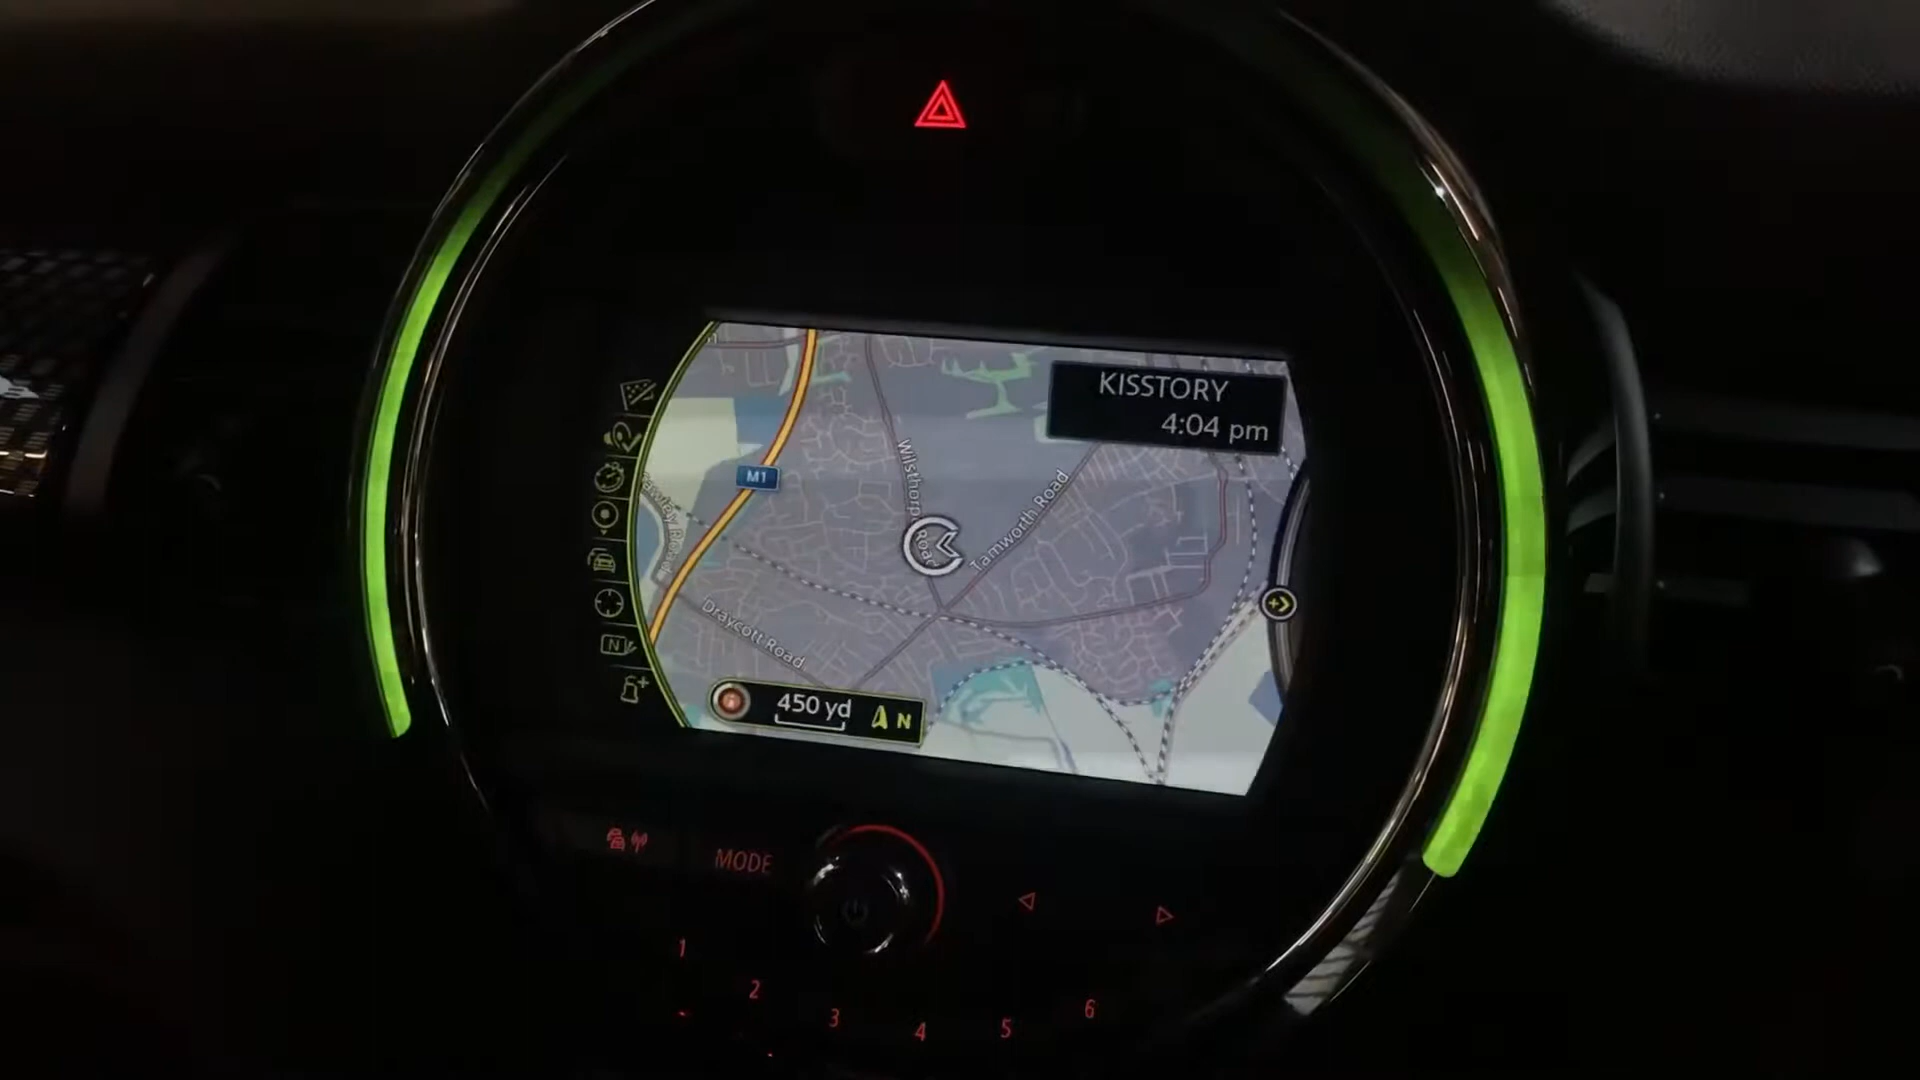 KISSTORY
4:04 pm
M1
Wilsthorpe Road
Tamworth Road
Draycott Road
N
450 yd
N
MODE
1
2
3
4
5
6